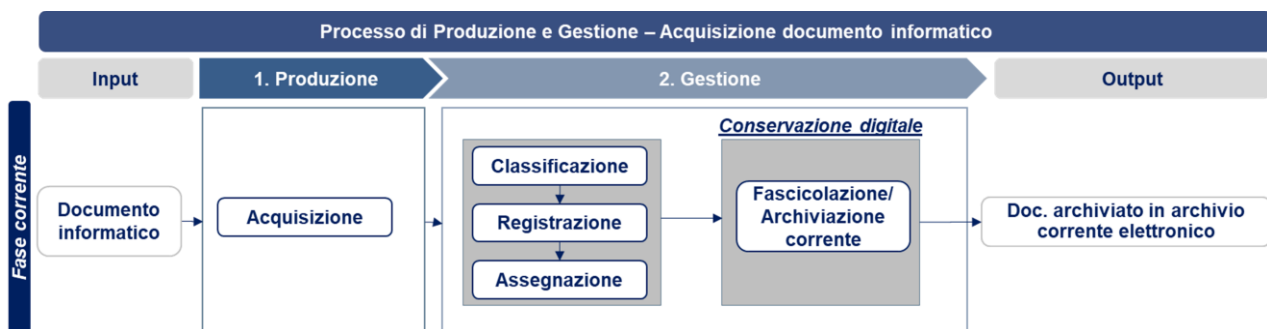 Processo di Produzione e Gestione – Acquisizione documento informatico
Input
1. Produzione
2. Gestione
Output
Fase corrente
Documento
informatico
Acquisizione
Classificazione
Registrazione
Assegnazione
Conservazione digitale
Fascicolazione/
Archiviazione
corrente
Doc. archiviato in archivio
corrente elettronico